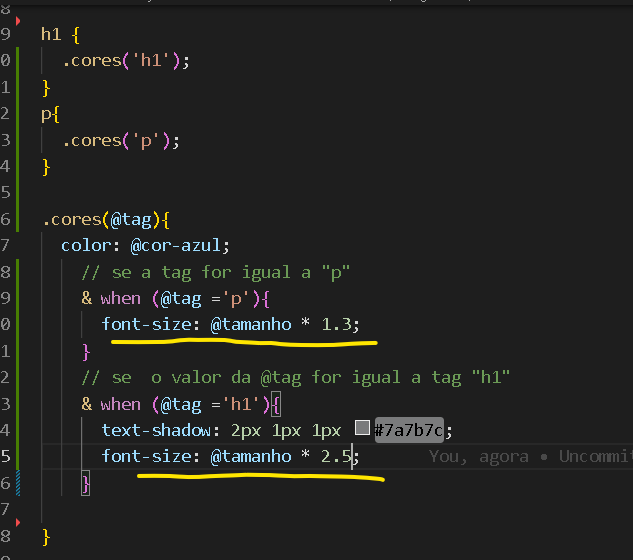 8
9 h1 {
0 .cores('h1');
1 }
2 p{
3 .cores('p');
4 }
5
6 .cores(@tag){
7 color: @cor-azul;
8 // se a tag for igual a "p"
9 & when (@tag ='p'){
0 font-size: @tamanho * 1.3;
1 }
2 // se  o valor da @tag for igual a tag "h1"
3 & when (@tag ='h1'){
4 text-shadow: 2px 1px 1px #7a7b7c;
5 font-size: @tamanho * 2.5; You, agora • Uncommit
6 }
7
8 }